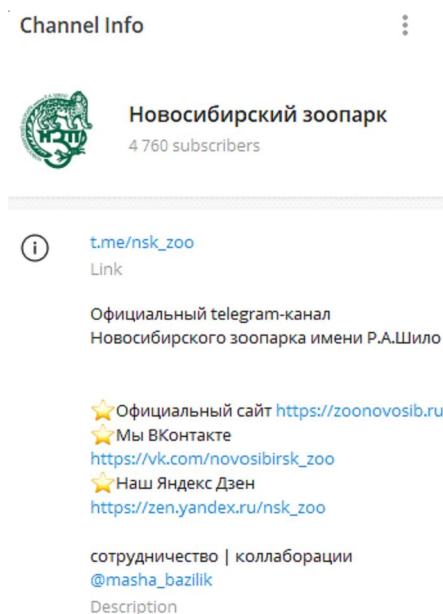 Channel Info
Новосибирский зоопарк
4 760 subscribers
t.me/nsk_zoo
Link
Официальный telegram-канал
Новосибирского зоопарка имени Р.А.Шило
⭐Официальный сайт https://zoonovosib.ru
⭐Мы ВКонтакте
https://vk.com/novosibirsk_zoo
⭐Наш Яндекс Дзен
https://zen.yandex.ru/nsk_zoo
сотрудничество | коллаборации
@masha_bazilik
Description